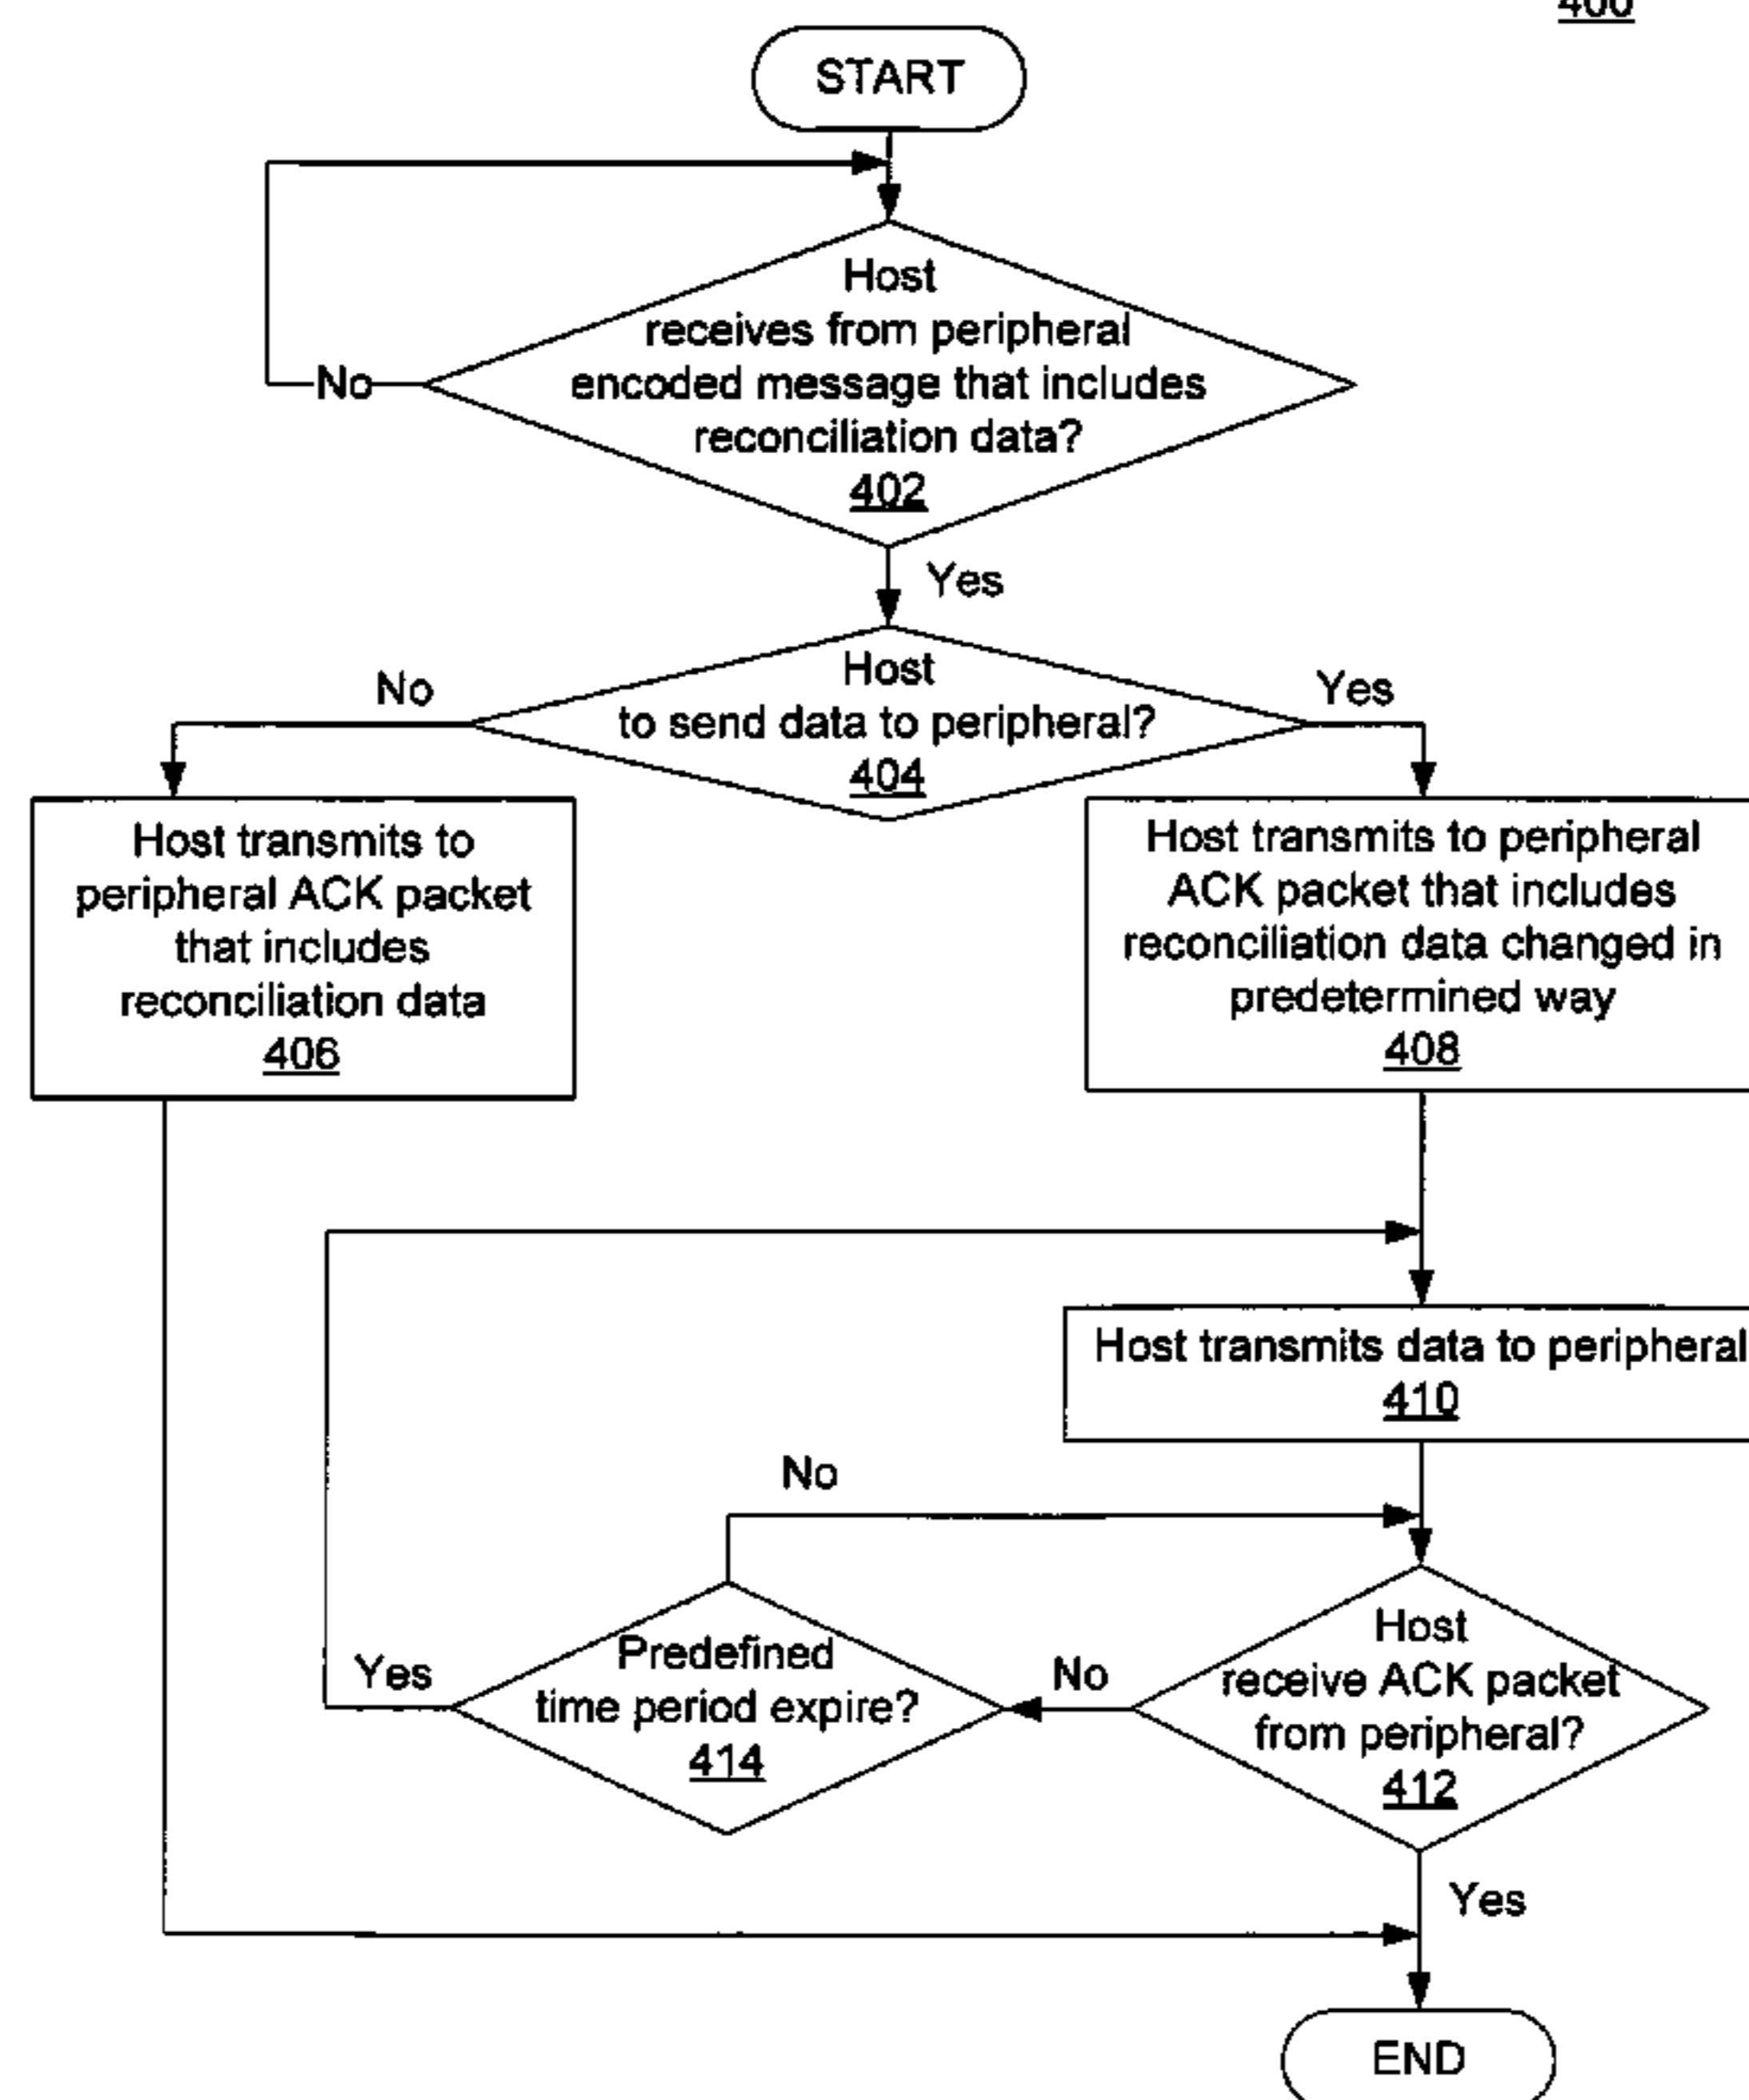 400
START
Host
receives from peripheral
encoded message that includes
reconciliation data?
402
No
Yes
Host
to send data to peripheral?
404
No
Yes
Host transmits to
peripheral ACK packet
that includes
reconciliation data
406
Host transmits to peripheral
ACK packet that includes
reconciliation data changed in
predetermined way
408
Host transmits data to peripheral
410
No
Predefined
time period expire?
414
Yes
No
Host
receive ACK packet
from peripheral?
412
Yes
END